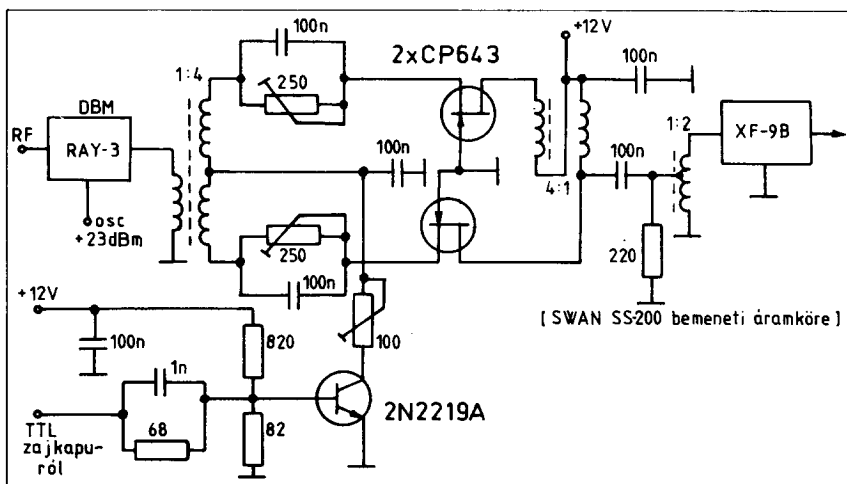 100n
2xCP643
+12V
1:4
250
100n
DBM
RF
RAY-3
1:2
XF-9B
100n
100n
4:1
osc
+23dBm
250
220
100n
+12V
[ SWAN SS-200 bemeneti áramköre ]
100n
820
100
1n
2N2219A
TTL
zajkapu-
ról
68
82